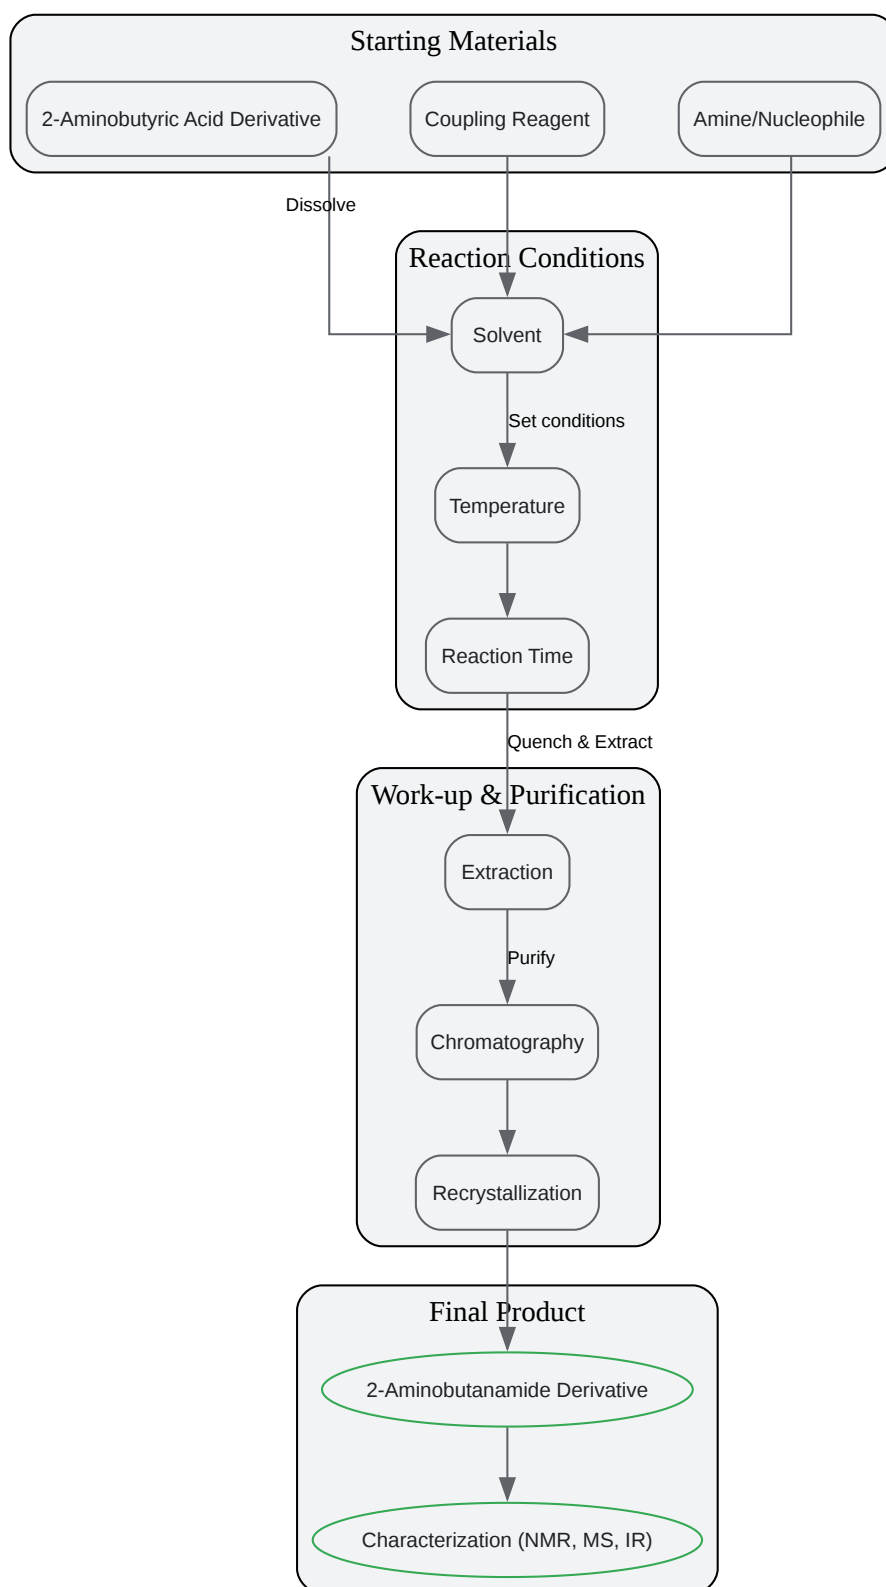 Starting Materials
2-Aminobutyric Acid Derivative
Coupling Reagent
Amine/Nucleophile
Dissolve
Reaction Conditions
Solvent
Set conditions
Temperature
Reaction Time
Quench & Extract
Work-up & Purification
Extraction
Purify
Chromatography
Recrystallization
Final Product
2-Aminobutanamide Derivative
Characterization (NMR, MS, IR)